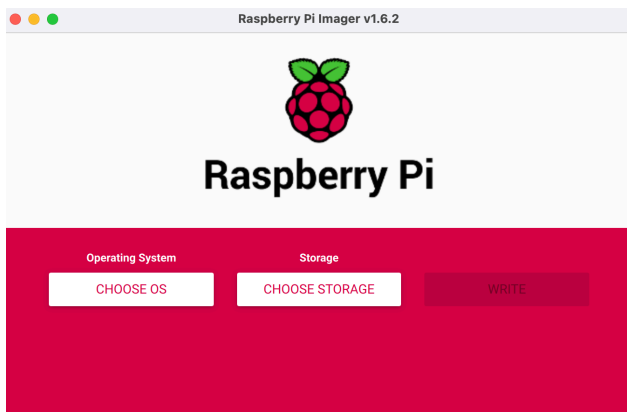 Raspberry Pi Imager v1.6.2
Raspberry Pi
Operating System
Storage
CHOOSE OS
CHOOSE STORAGE
WRITE